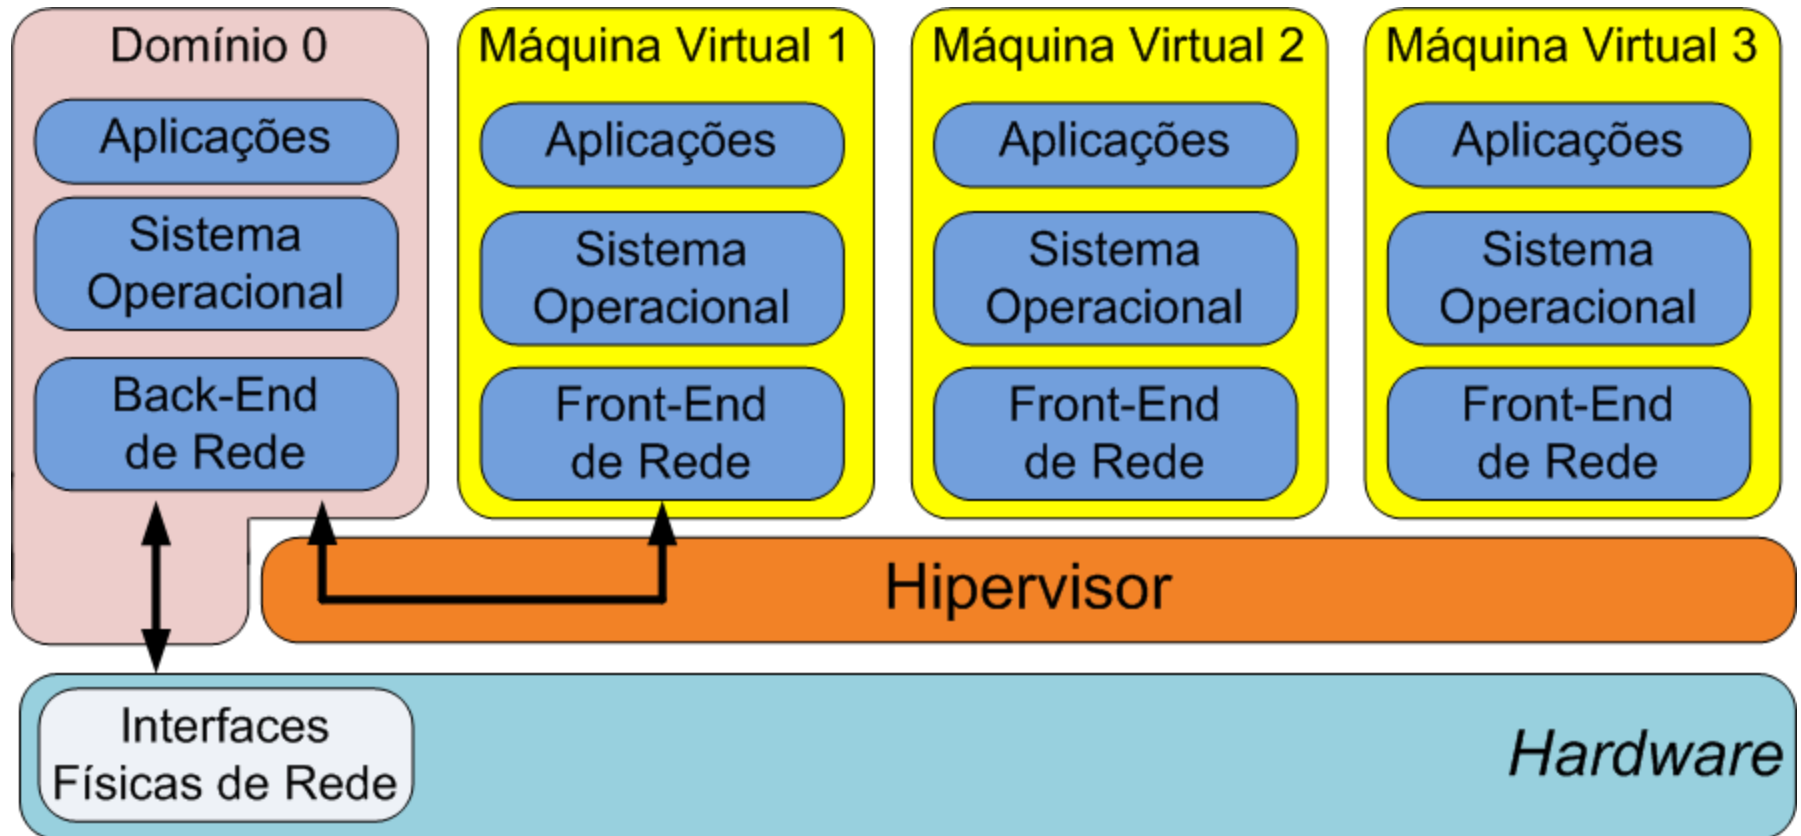 Domínio 0
Aplicações
Sistema
Operacional
Back-End
de Rede
Máquina Virtual 1
Aplicações
Sistema
Operacional
Front-End
de Rede
Máquina Virtual 2
Aplicações
Sistema
Operacional
Front-End
de Rede
Máquina Virtual 3
Aplicações
Sistema
Operacional
Front-End
de Rede
Hipervisor
Interfaces
Físicas de Rede
Hardware